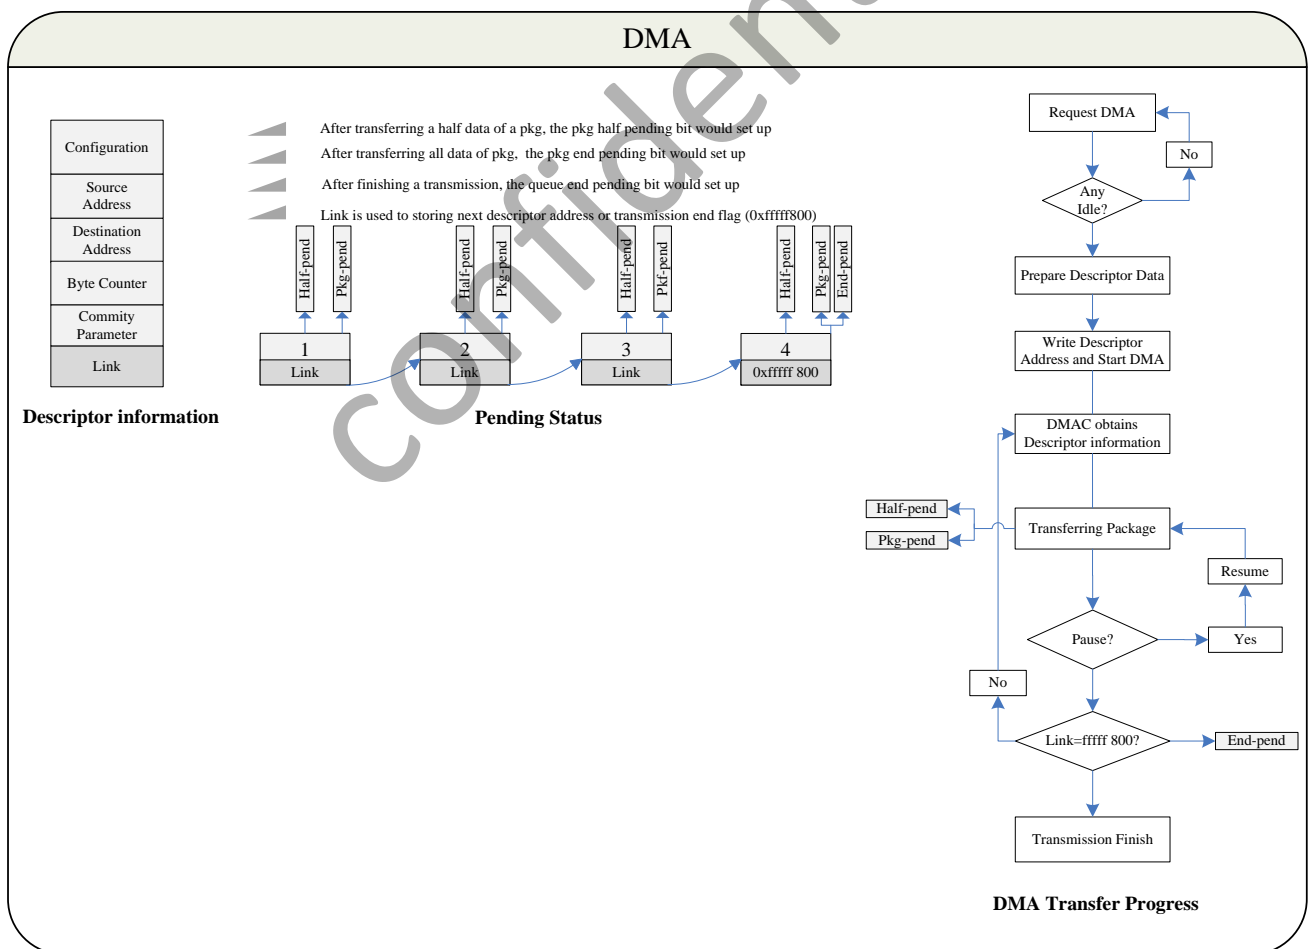 DMA
Configuration
Source
Address
Destination
Address
Byte Counter
Commity
Parameter
Link
Descriptor information
After transferring a half data of a pkg, the pkg half pending bit would set up
After transferring all data of pkg, the pkg end pending bit would set up
After finishing a transmission, the queue end pending bit would set up
Link is used to storing next descriptor address or transmission end flag (0xfffff800)
Half-pend
Pkg-pend
Half-pend
Pkg-pend
Half-pend
Pkf-pend
Half-pend
Pkg-pend
End-pend
1
Link
2
Link
3
Link
4
0xfffff 800
Pending Status
Request DMA
No
Any
Idle?
Prepare Descriptor Data
Write Descriptor
Address and Start DMA
DMAC obtains
Descriptor information
Half-pend
Pkg-pend
Transferring Package
Resume
Pause?
Yes
No
Link=fffff 800?
End-pend
Transmission Finish
DMA Transfer Progress
confiden